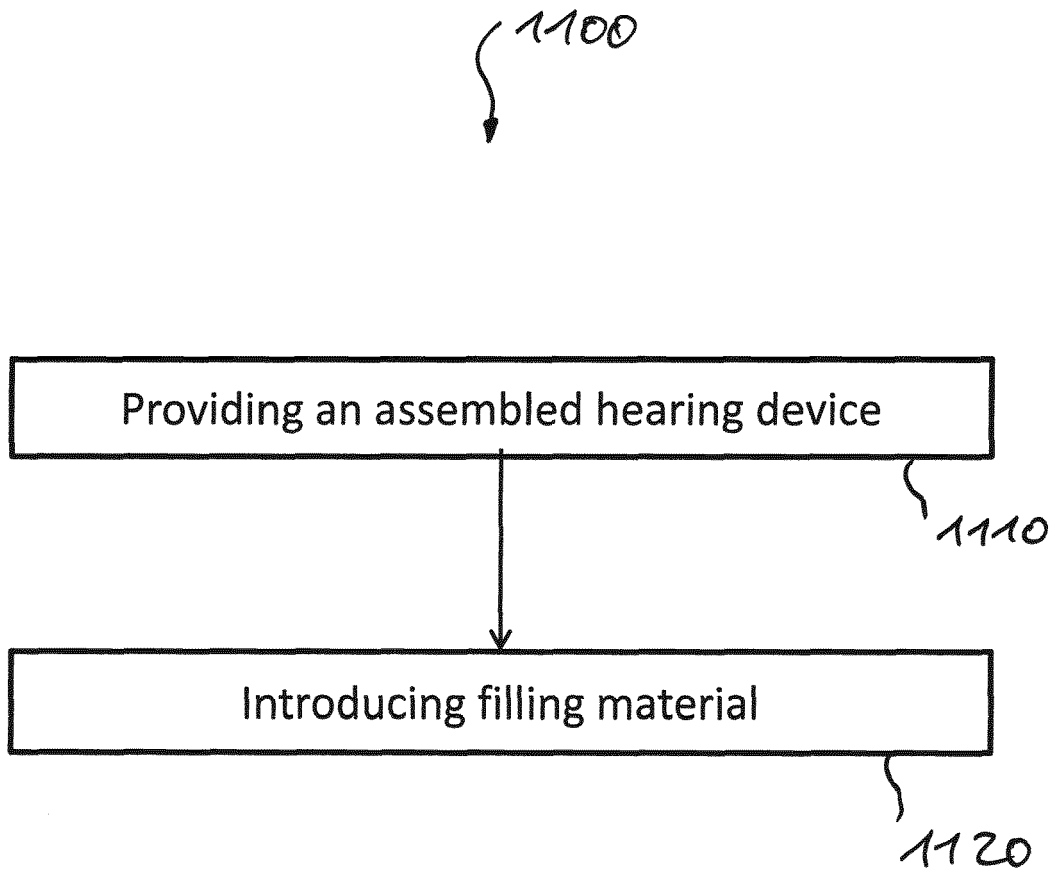 1100
Providing an assembled hearing device
1110
Introducing filling material
1120